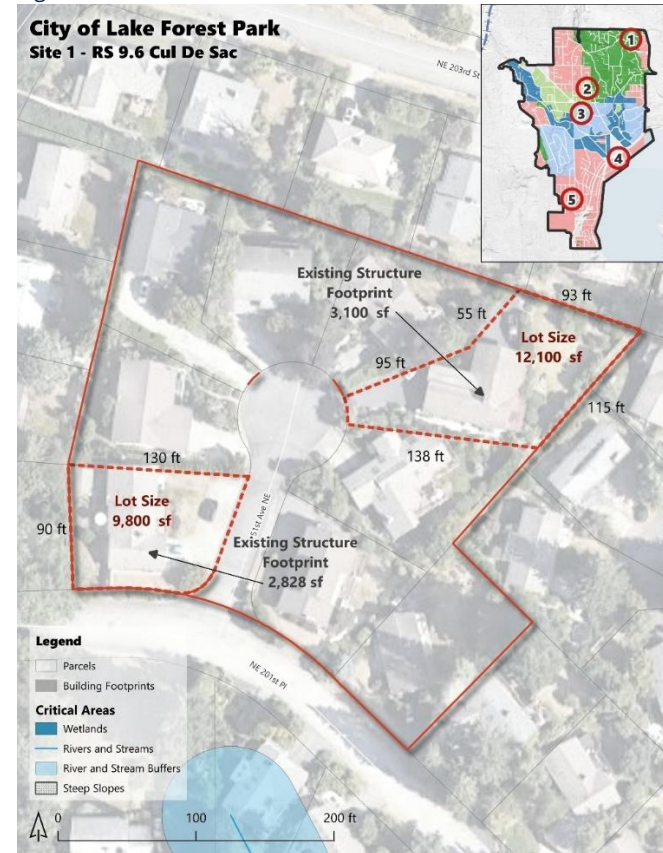 City of Lake Forest Park
Site 1 - RS 9.6 Cul De Sac
NE 203rd St
1
2
3
4
5
Existing Structure
Footprint
3,100 sf
93 ft
55 ft
Lot Size
12,100 sf
95 ft
115 ft
138 ft
130 ft
Lot Size
9,800 sf
90 ft
51st Ave NE
Existing Structure
Footprint
2,828 sf
NE 201st Pl
Legend
Parcels
Building Footprints
Critical Areas
Wetlands
Rivers and Streams
River and Stream Buffers
Steep Slopes
0
100
200 ft